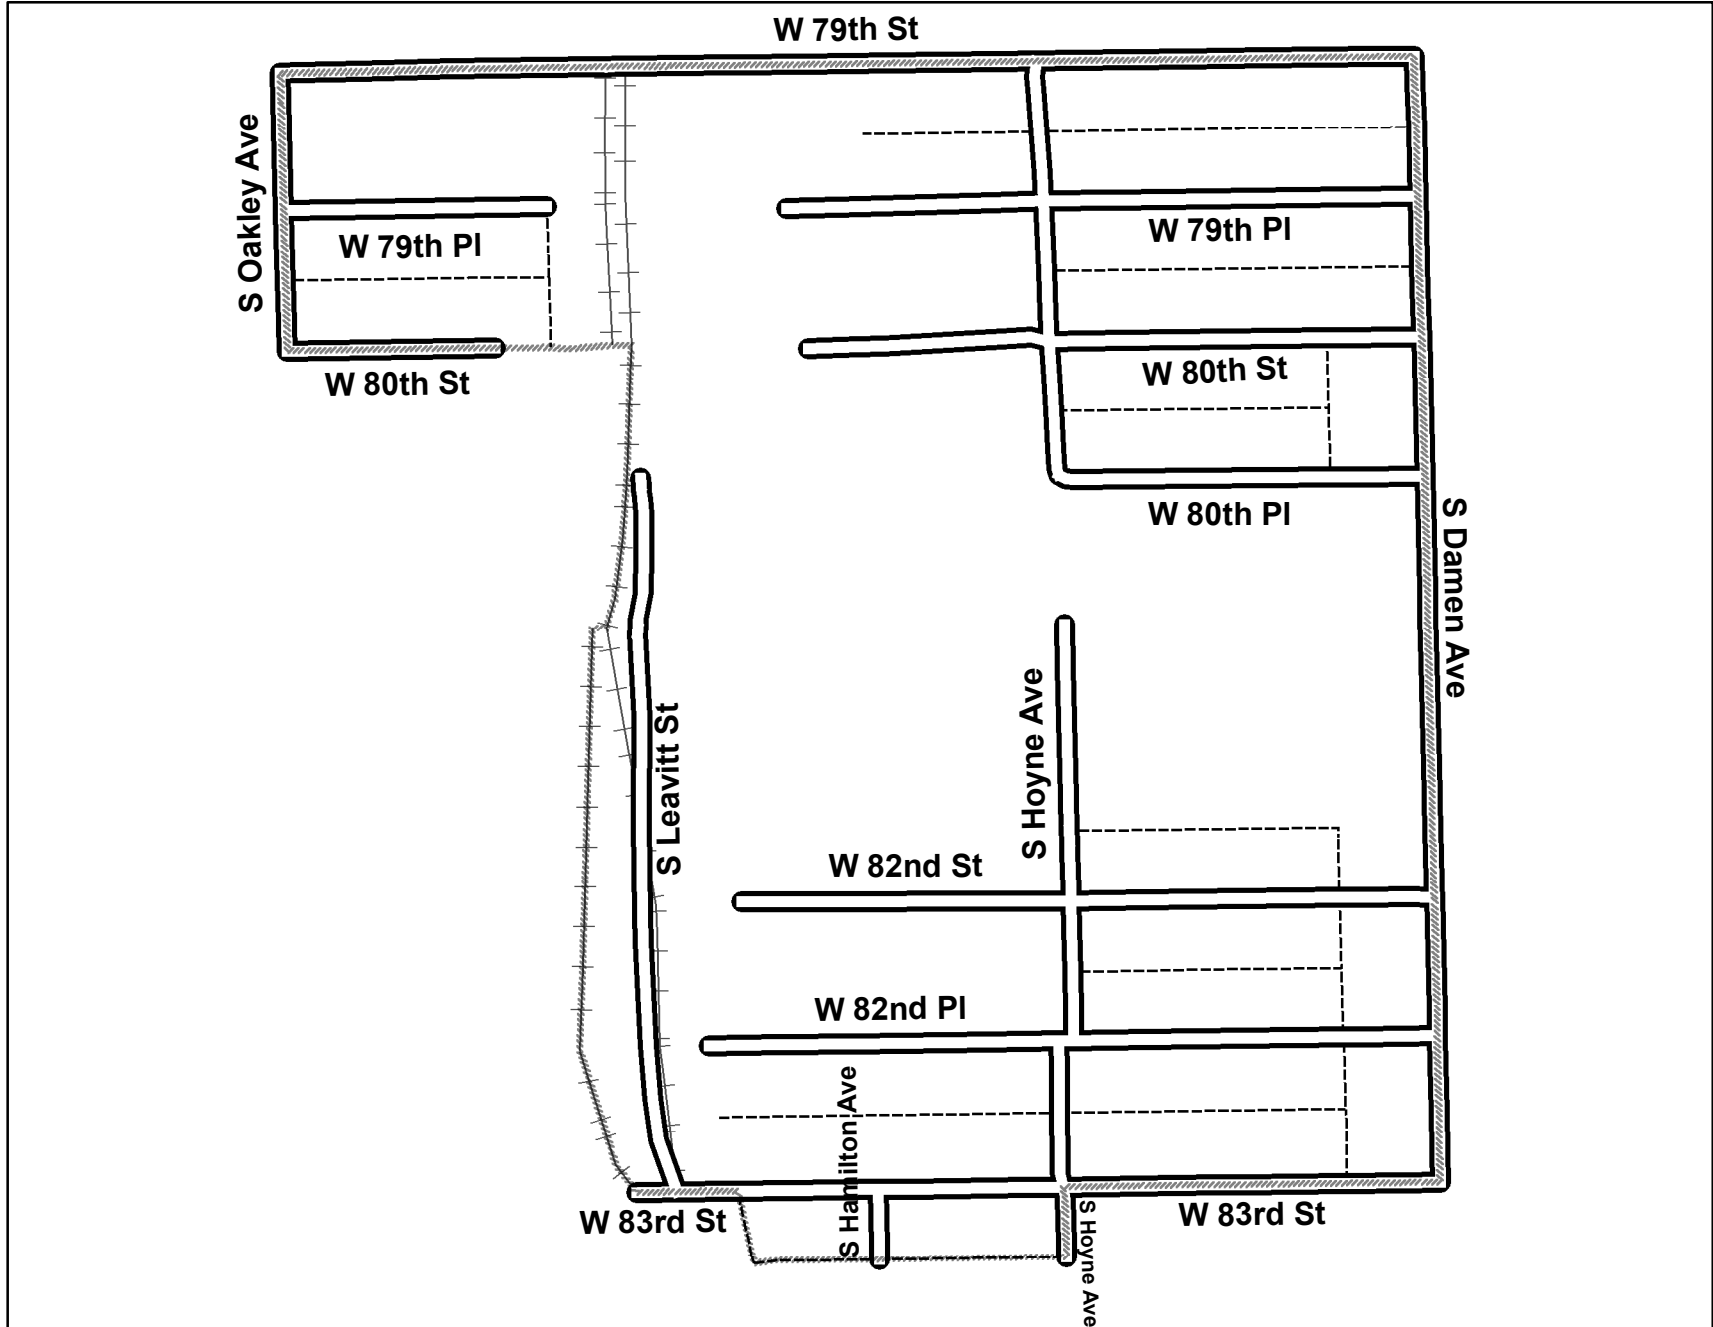 W 79th St
S Oakley Ave
W 79th Pl
W 79th Pl
W 80th St
W 80th St
W 80th Pl
S Damen Ave
S Leavitt St
S Hoyne Ave
W 82nd St
W 82nd Pl
S Hamilton Ave
W 83rd St
W 83rd St
S Hoyne Ave